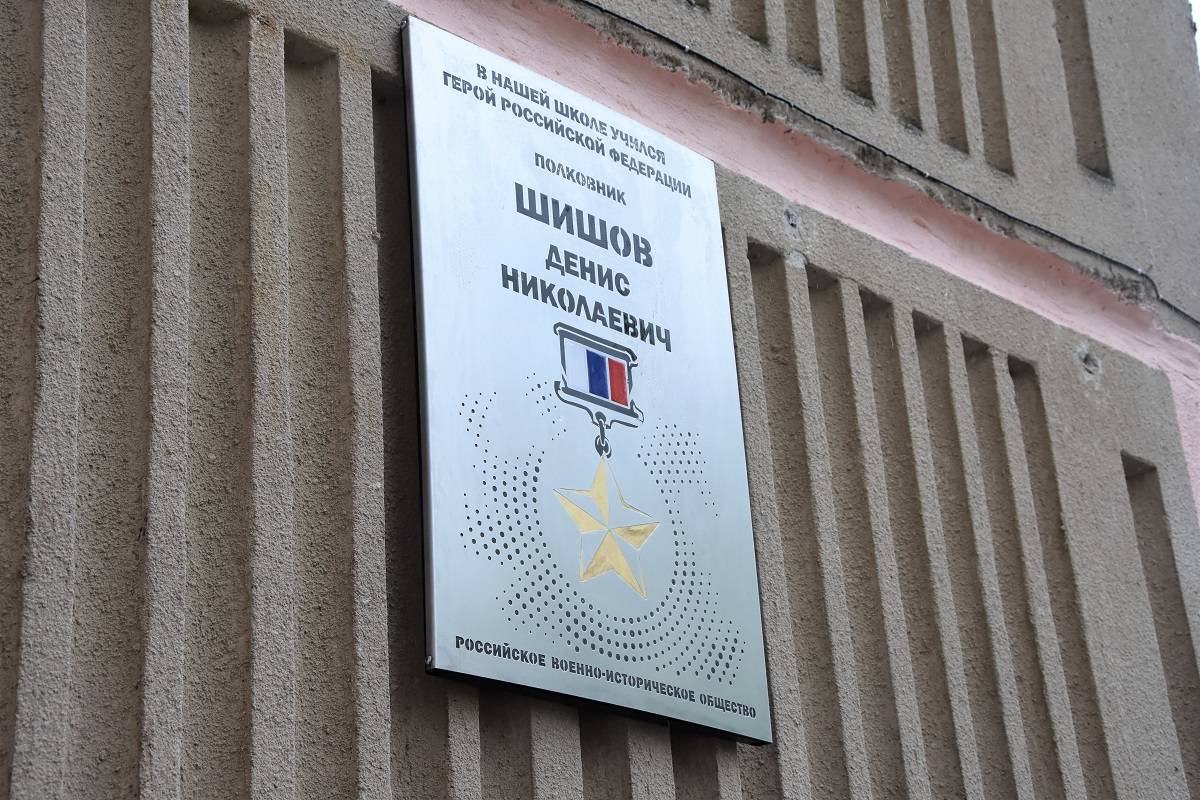 В НАШЕЙ ШКОЛЕ УЧИЛСЯ
ГЕРОЙ РОССИЙСКОЙ ФЕДЕРАЦИИ
ПОЛКОВНИК
ШИШОВ
ДЕНИС
НИКОЛАЕВИЧ
РОССИЙСКОЕ ВОЕННО-ИСТОРИЧЕСКОЕ ОБЩЕСТВО